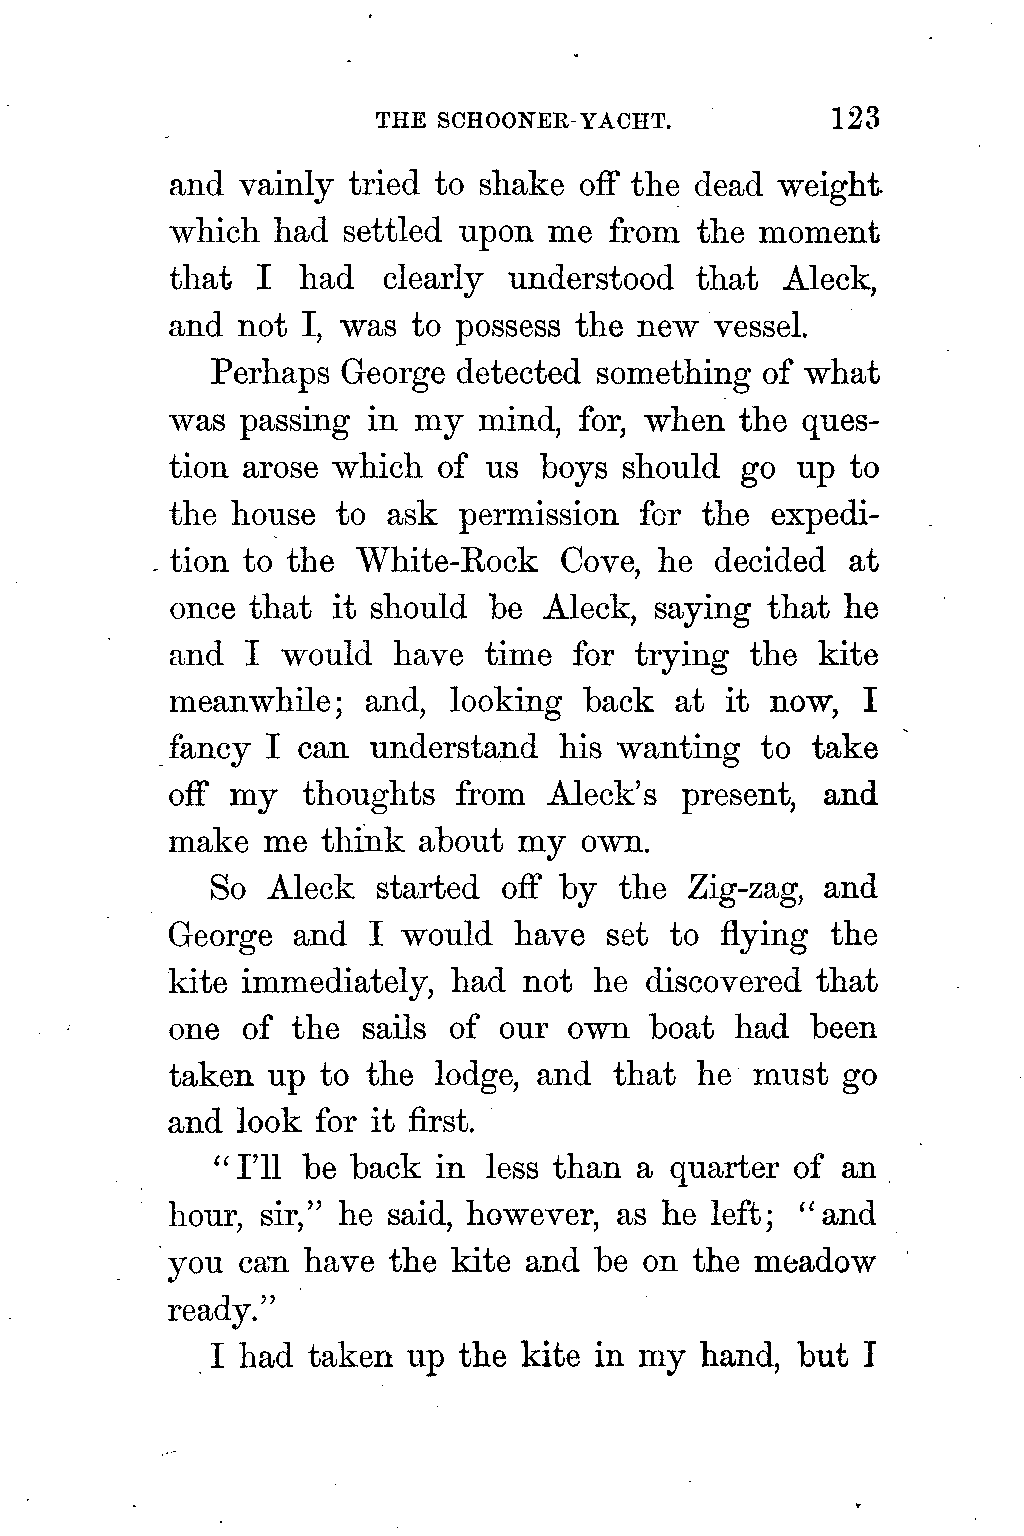 THE SCHOONER-YACHT. 123
and vainly tried to shake off the dead weight
which had settled upon me from the moment
that I had clearly understood that Aleck,
and not I, was to possess the new vessel.
Perhaps George detected something of what
was passing in my mind, for, when the ques-
tion arose which of us boys should go up to
the house to ask permission for the expedi-
tion to the White-Rock Cove, he decided at
once that it should be Aleck, saying that he
and I would have time for trying the kite
meanwhile; and, looking back at it now, I
fancy I can understand his wanting to take
off my thoughts from Aleck's present, and
make me think about my own.
So Aleck started off by the Zig-zag, and
George and I would have set to flying the
kite immediately, had not he discovered that
one of the sails of our own boat had been
taken up to the lodge, and that he must go
and look for it first.
"I'll be back in less than a quarter of an
hour, sir," he said, however, as he left; "and
you can have the kite and be on the meadow
ready."
I had taken up the kite in my hand, but I